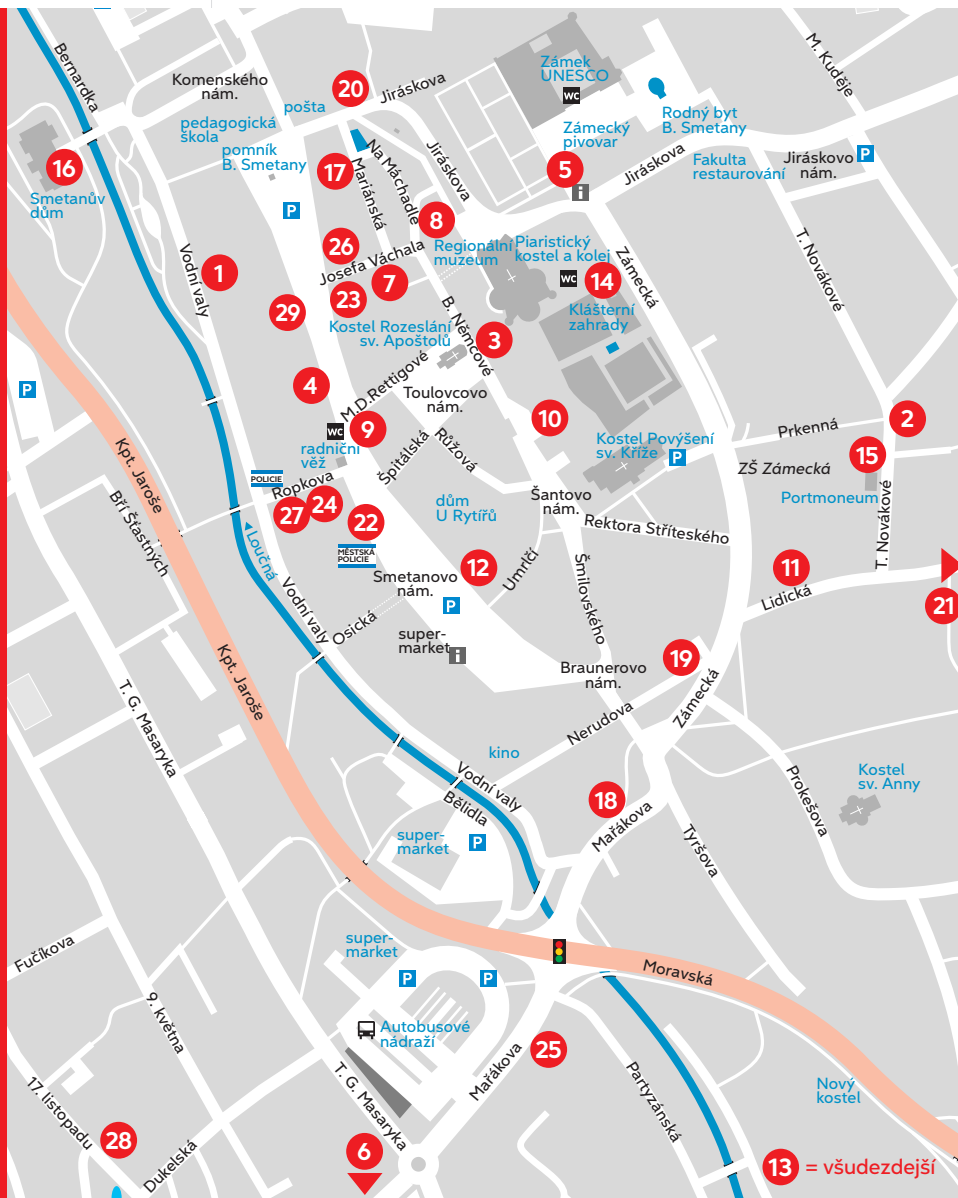 Bernardka
Komenského
nám.
20
Jiráskova
pošta
pedagogická
škola
pomník
B. Smetany
16
Smetanův
dům
17
Na Máchadle
Mariánská
Jiráskova
Zámek
UNESCO
WC
Zámecký
pivovar
5
i
Rodný byt
B. Smetany
M. Kuděje
Jiráskova
Fakulta
restaurování
Jiráskovo
nám.
P
P
Vodní valy
1
26
Josefa Váchala
8
Regionální
muzeum
Piaristický
kostel a kolej
WC
14
Klášterní
zahrady
Zámecká
T. Novákové
7
23
29
Kostel Rozeslání
sv. Apoštolů
B. Němcové
3
P
4
M.D.Rettigové
Toulovcovo
nám.
WC
9
radniční
věž
Špitálská
Růžová
10
Kostel Povýšení
sv. Kříže
P
Prkenná
2
ZŠ Zámecká
15
Portmoneum
T. Novákové
POLICIE
Ropkova
27
24
22
MĚSTSKÁ
POLICIE
dům
U Rytířů
Šantovo
nám.
Rektora Stříteského
Kpt. Jaroše
Bří Šťastných
Loučná
Smetanovo
nám.
12
P
Umrlčí
Šmilovského
11
Lidická
21
Vodní valy
Osická
super-
market
i
Braunerovo
nám.
19
Zámecká
Nerudova
Kpt. Jaroše
T. G. Masaryka
kino
Vodní valy
Bělidla
18
Mařákova
Tyršova
Prokešova
Kostel
sv. Anny
super-
market
P
super-
market
P
P
Moravská
Fučíkova
9. května
Autobusové
nádraží
Mařákova
25
Partyzánská
Nový
kostel
17. listopadu
28
Dukelská
T. G. Masaryka
6
13 = všudezdejší